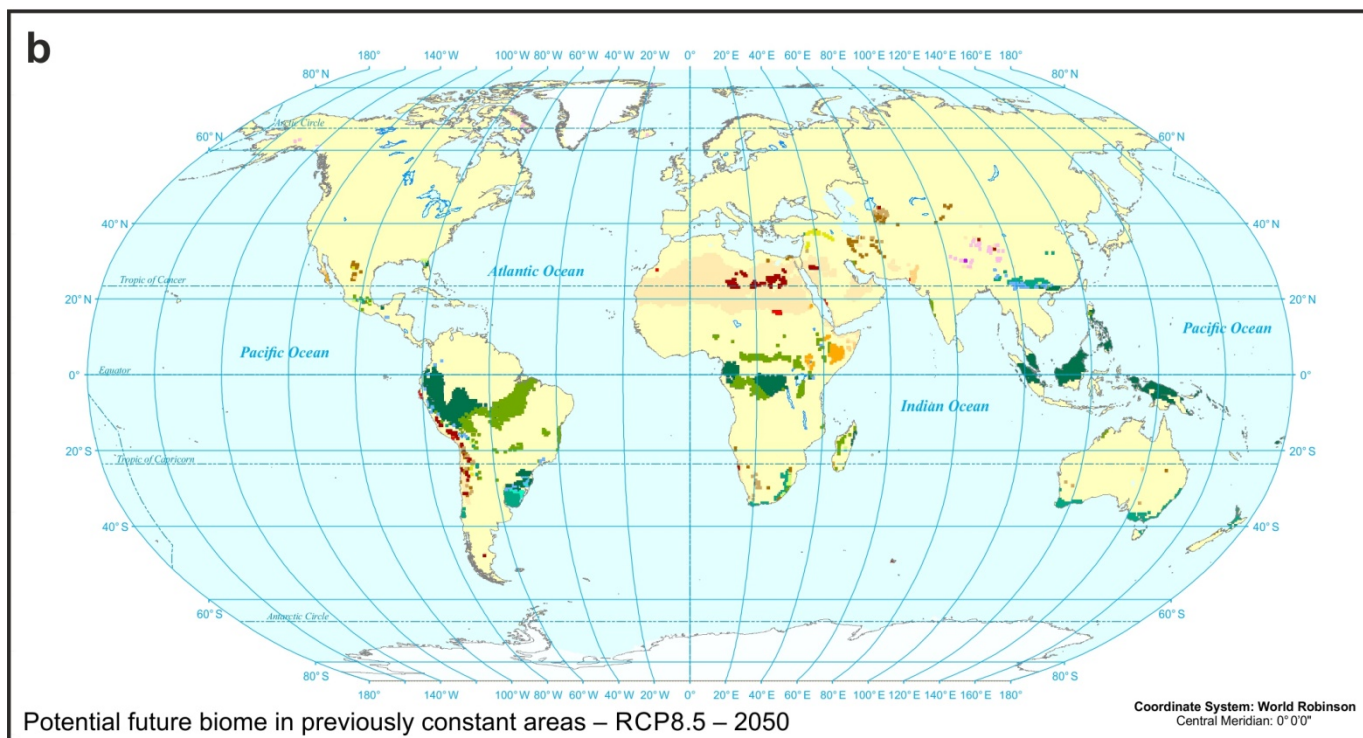 b
180° 140° W 100° W 80° W 60° W 40° W 20° W 0° 20° E 40° E 60° E 80° E 100° E 120° E 140° E 180°
80° N 80° N
Arctic Circle
60° N 60° N
40° N 40° N
Atlantic Ocean
Tropic of Cancer
20° N 20° N
Pacific Ocean Pacific Ocean
Equator
0° 0°
Indian Ocean
20° S 20° S
Tropic of Capricorn
40° S 40° S
60° S 60° S
Antarctic Circle
80° S 80° S
180° 140° W 100° W 80° W 60° W 40° W 20° W 0° 20° E 40° E 60° E 80° E 100° E 120° E 140° E 180°
Potential future biome in previously constant areas – RCP8.5 – 2050
Coordinate System: World Robinson
Central Meridian: 0° 0'0"